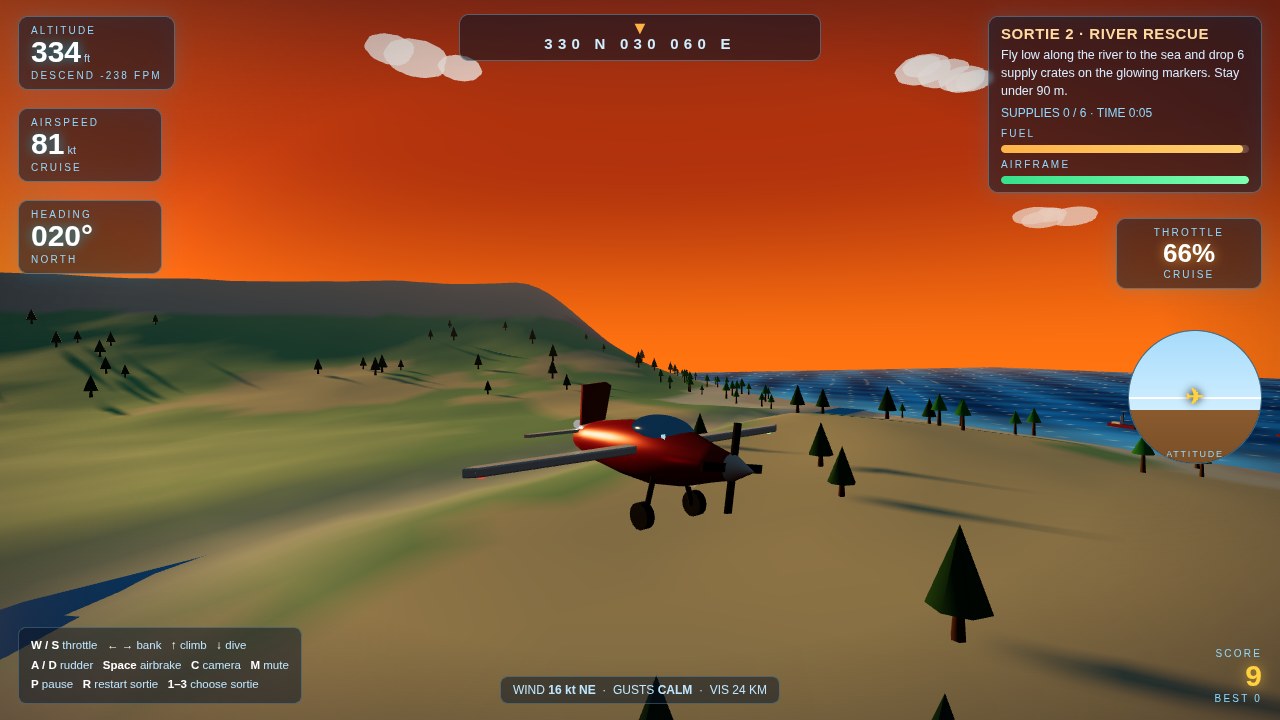 ALTITUDE
334 ft
DESCEND -238 FPM
AIRSPEED
81 kt
CRUISE
HEADING
020°
NORTH
▼
330 N 030 060 E
SORTIE 2 · RIVER RESCUE
Fly low along the river to the sea and drop 6
supply crates on the glowing markers. Stay
under 90 m.
SUPPLIES 0 / 6 · TIME 0:05
FUEL
AIRFRAME
THROTTLE
66%
CRUISE
ATTITUDE
W / S throttle ← → bank ↑ climb ↓ dive
A / D rudder Space airbrake C camera M mute
P pause R restart sortie 1–3 choose sortie
WIND 16 kt NE · GUSTS CALM · VIS 24 KM
SCORE
9
BEST 0